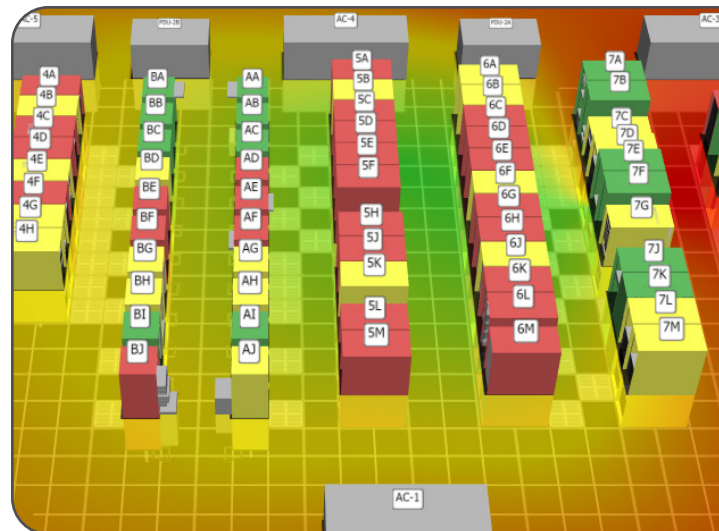 AC-5
PDU-2B
AC-4
PDU-2A
AC-3
4A
4B
4C
4D
4E
4F
4G
4H
BA
BB
BC
BD
BE
BF
BG
BH
BI
BJ
AA
AB
AC
AD
AE
AF
AG
AH
AI
AJ
5A
5B
5C
5D
5E
5F
5H
5J
5K
5L
5M
6A
6B
6C
6D
6E
6F
6G
6H
6J
6K
6L
6M
7A
7B
7C
7D
7E
7F
7G
7J
7K
7L
7M
AC-1